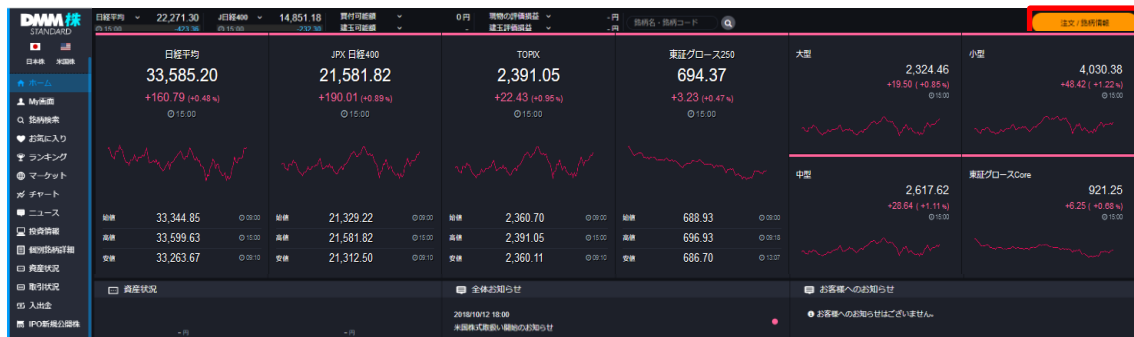 DMM株
STANDARD
日本株 米国株
ホーム
My画面
銘柄検索
お気に入り
ランキング
マーケット
チャート
ニュース
投資情報
個別銘柄詳細
資産状況
取引状況
入出金
IPO新規公開株
日経平均 22,271.30 J日経400 14,851.18 買付可能額 0円 現物の評価損益 -円
15:00 -423.36 15:00 -232.30 建玉可能額 - 建玉評価損益 -円
銘柄名・銘柄コード
注文/銘柄情報
日経平均
33,585.20
+160.79 (+0.48%)
15:00
始値 33,344.85 09:00
高値 33,599.63 15:00
安値 33,263.67 09:10
JPX 日経400
21,581.82
+190.01 (+0.89%)
15:00
始値 21,329.22 09:00
高値 21,581.82 15:00
安値 21,312.50 09:10
TOPIX
2,391.05
+22.43 (+0.95%)
15:00
始値 2,360.70 09:00
高値 2,391.05 15:00
安値 2,360.11 09:10
東証グロース250
694.37
+3.23 (+0.47%)
15:00
始値 688.93 09:00
高値 696.93 09:18
安値 686.70 13:07
大型
2,324.46
+19.50 (+0.85%)
15:00
小型
4,030.38
+48.42 (+1.22%)
15:00
中型
2,617.62
+28.64 (+1.11%)
15:00
東証グロースCore
921.25
+6.25 (+0.68%)
15:00
資産状況
-円 -円
全体お知らせ
2018/10/12 18:00
米国株式取扱い開始のお知らせ
お客様へのお知らせ
お客様へのお知らせはございません。